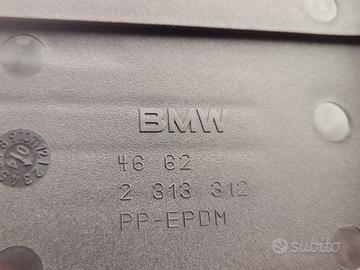 BMW
46 62
2 313 312
PP-EPDM
subito